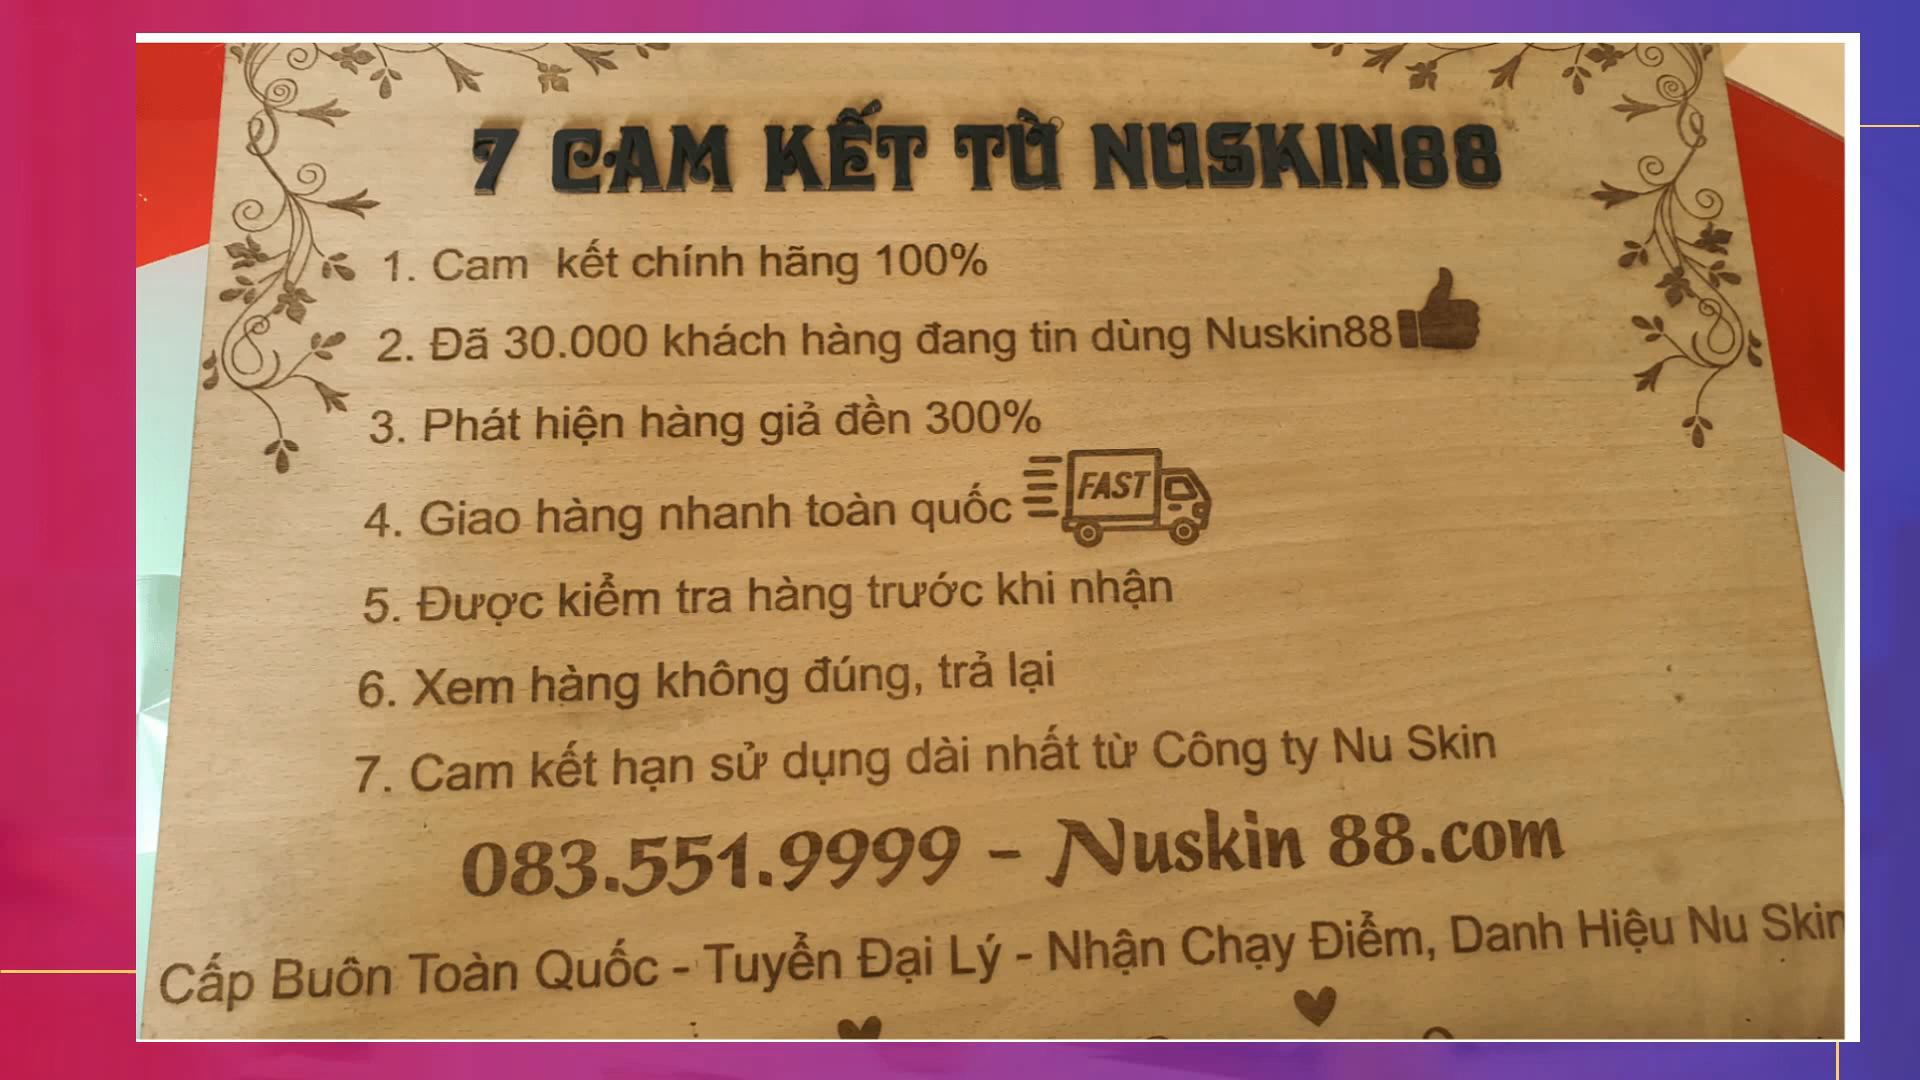 7 CAM KẾT TỪ NUSKIN88
1. Cam kết chính hãng 100%
2. Đã 30.000 khách hàng đang tin dùng Nuskin88
3. Phát hiện hàng giả đền 300%
4. Giao hàng nhanh toàn quốc
FAST
5. Được kiểm tra hàng trước khi nhận
6. Xem hàng không đúng, trả lại
7. Cam kết hạn sử dụng dài nhất từ Công ty Nu Skin
083.551.9999 - Nuskin 88.com
Cấp Buôn Toàn Quốc - Tuyển Đại Lý - Nhận Chạy Điểm, Danh Hiệu Nu Skin